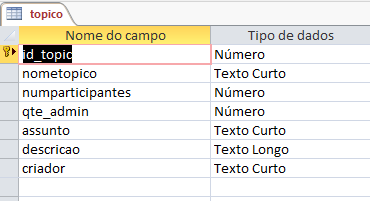 topico
Nome do campo Tipo de dados
id_topic Número
nometopico Texto Curto
numparticipantes Número
qte_admin Número
assunto Texto Curto
descricao Texto Longo
criador Texto Curto